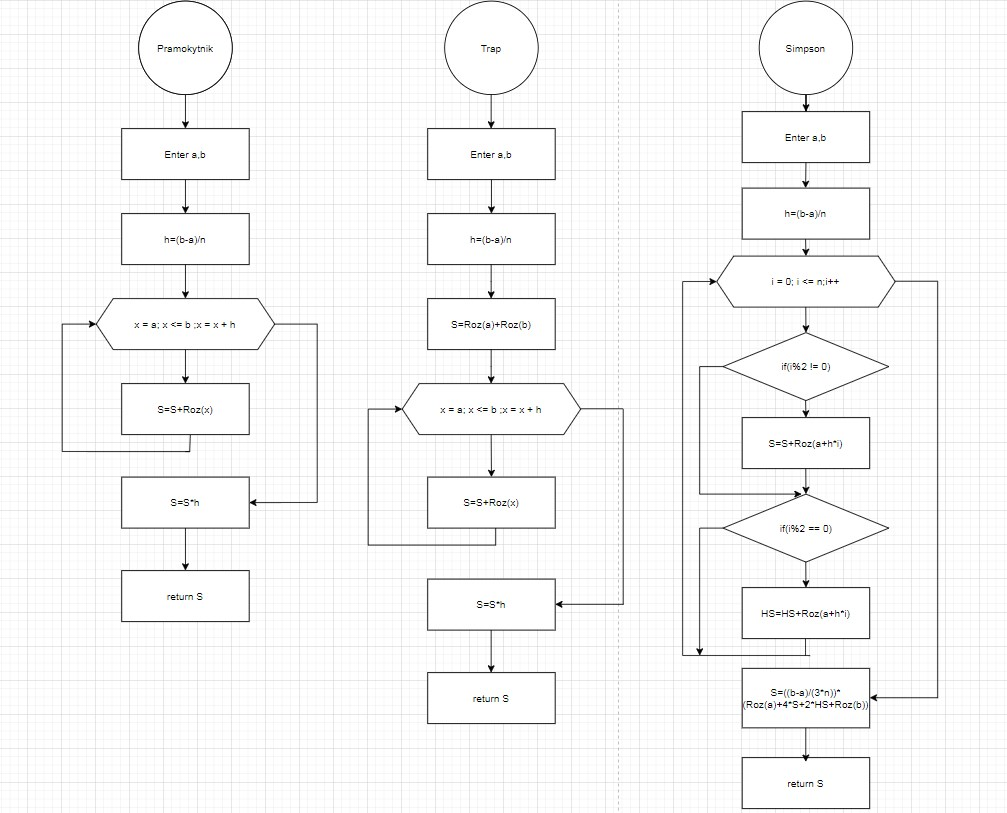 Pramokytnik
Enter a,b
h=(b-a)/n
x = a; x <= b ;x = x + h
S=S+Roz(x)
S=S*h
return S
Trap
Enter a,b
h=(b-a)/n
S=Roz(a)+Roz(b)
x = a; x <= b ;x = x + h
S=S+Roz(x)
S=S*h
return S
Simpson
Enter a,b
h=(b-a)/n
i = 0; i <= n;i++
if(i%2 != 0)
S=S+Roz(a+h*i)
if(i%2 == 0)
HS=HS+Roz(a+h*i)
S=((b-a)/(3*n))*
(Roz(a)+4*S+2*HS+Roz(b))
return S